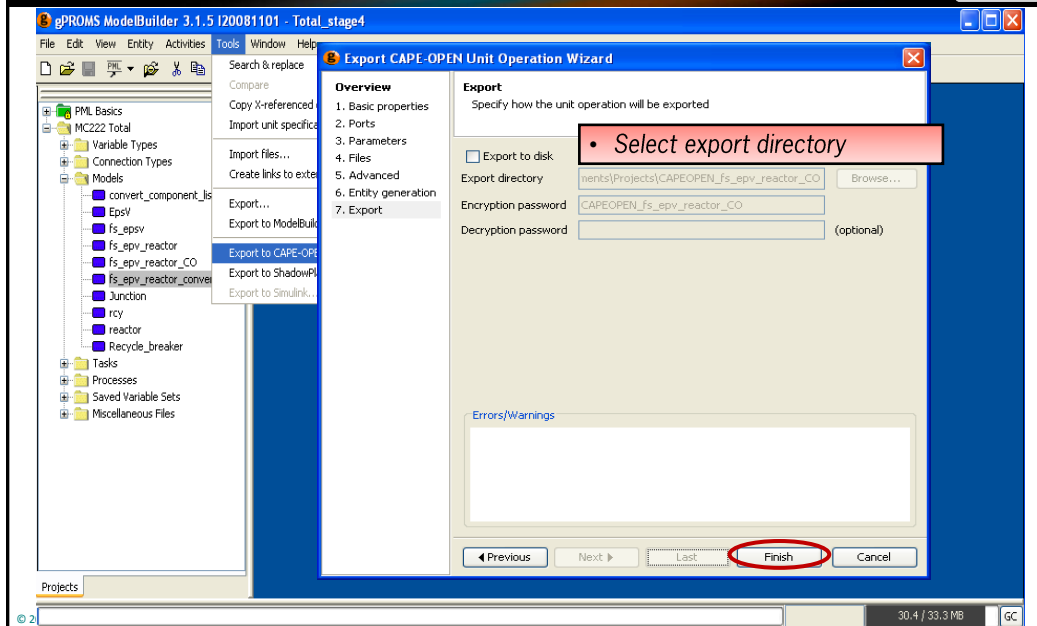 gPROMS ModelBuilder 3.1.5 I20081101 - Total_stage4
File Edit View Entity Activities Tools Window Help
PML
PML Basics
MC222 Total
Variable Types
Connection Types
Models
convert_component_lis
EpsV
fs_epsv
fs_epv_reactor
fs_epv_reactor_CO
fs_epv_reactor_conver
Junction
rcy
reactor
Recycle_breaker
Tasks
Processes
Saved Variable Sets
Miscellaneous Files
Projects
Search & replace
Compare
Copy X-referenced
Import unit specifica
Import files...
Create links to exte
Export...
Export to ModelBuild
Export to CAPE-OPE
Export to ShadowPl
Export to Simulink...
Export CAPE-OPEN Unit Operation Wizard
Overview
1. Basic properties
2. Ports
3. Parameters
4. Files
5. Advanced
6. Entity generation
7. Export
Export
Specify how the unit operation will be exported
• Select export directory
Export to disk
Export directory ments\Projects\CAPEOPEN_fs_epv_reactor_CO Browse...
Encryption password CAPEOPEN_fs_epv_reactor_CO
Decryption password (optional)
Errors/Warnings
Previous Next Last Finish Cancel
© 2
30.4 / 33.3 MB GC